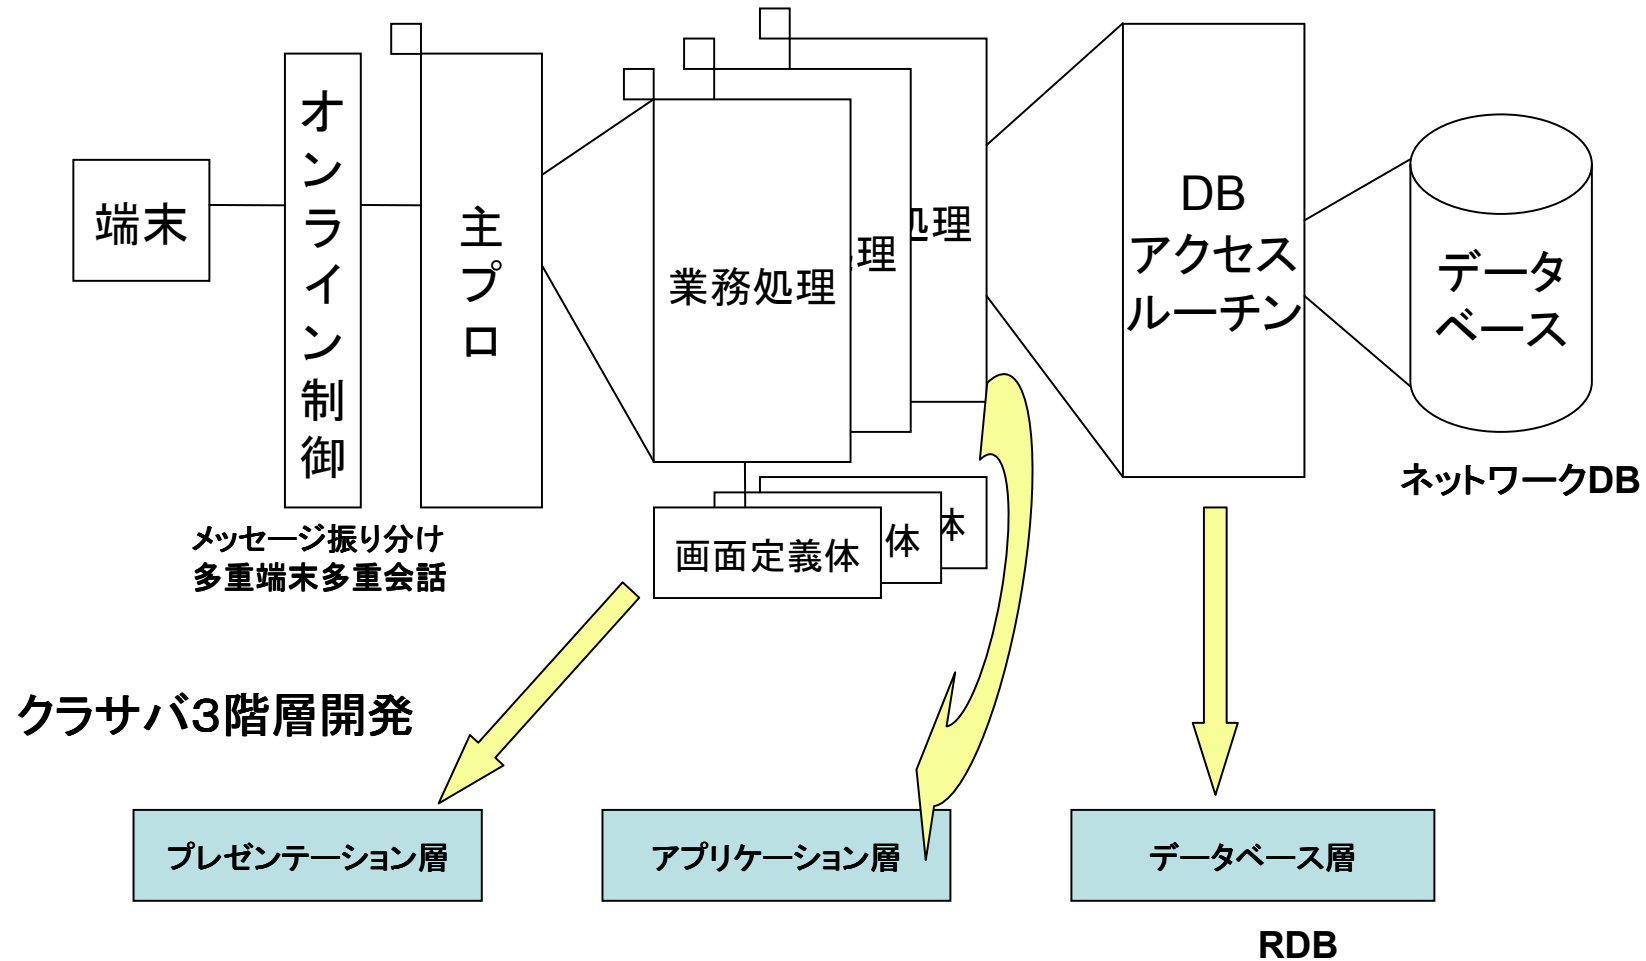 端末
オンライン制御
主プロ
業務処理
理
処理
DB
アクセス
ルーチン
データ
ベース
ネットワークDB
メッセージ振り分け
多重端末多重会話
画面定義体
体
体
クラサバ３階層開発
プレゼンテーション層
アプリケーション層
データベース層
RDB